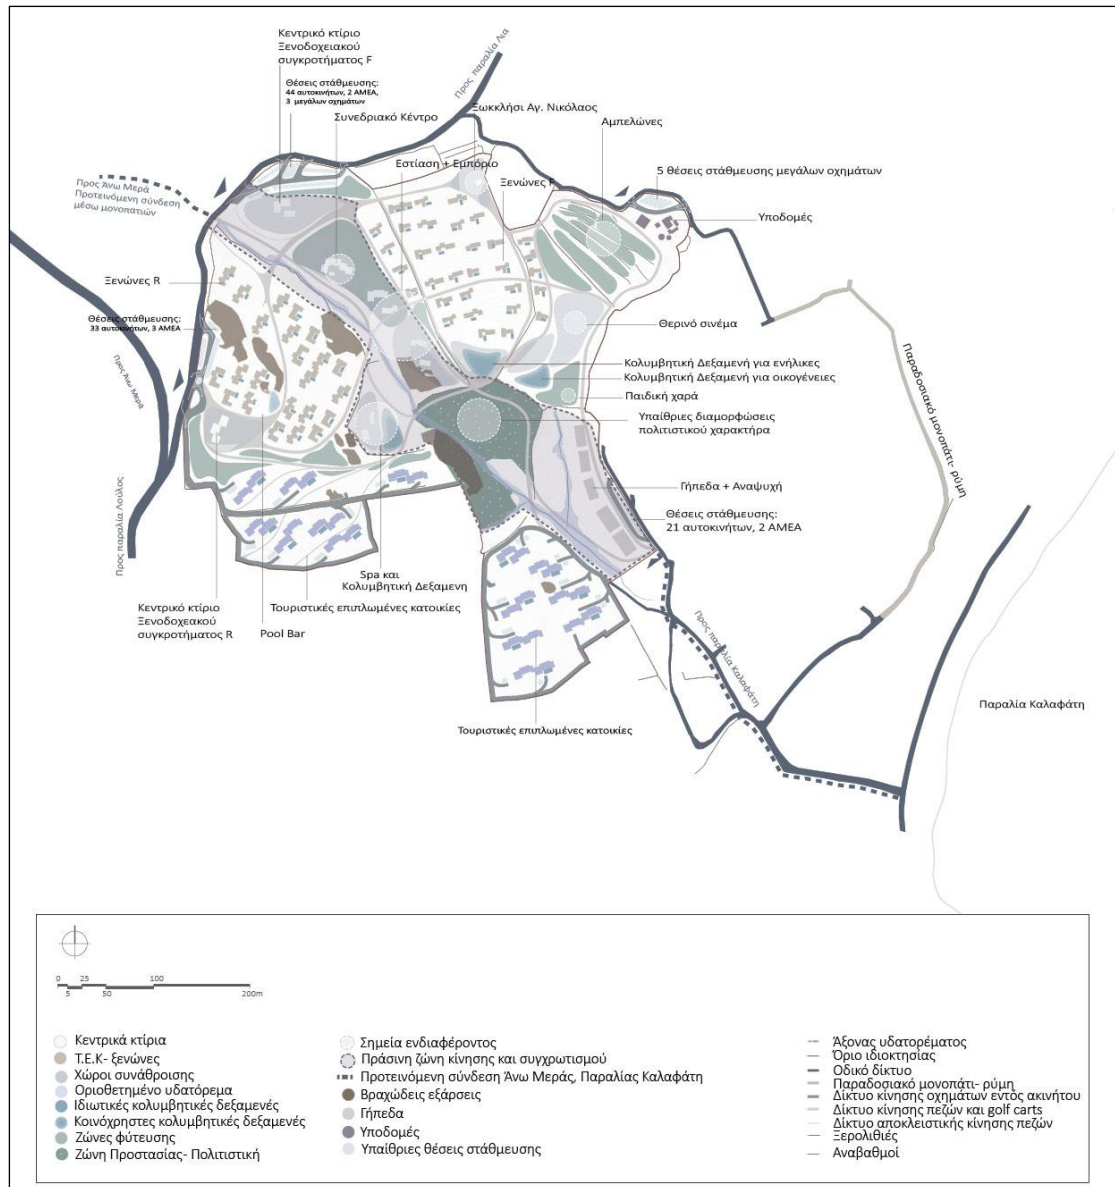 Κεντρικό κτίριο
Ξενοδοχειακού
συγκροτήματος F
Θέσεις στάθμευσης:
44 αυτοκινήτων, 2 ΑΜΕΑ,
3 μεγάλων οχημάτων
Συνεδριακό Κέντρο
Προς παραλία Λια
Ξωκκλήσι Αγ. Νικόλαος
Αμπελώνες
Εστίαση + Εμπόριο
Ξενώνες F
5 θέσεις στάθμευσης μεγάλων οχημάτων
Υποδομές
Προς Άνω Μερά
Προτεινόμενη σύνδεση
μέσω μονοπατιών
Ξενώνες R
Θέσεις στάθμευσης:
33 αυτοκινήτων, 3 ΑΜΕΑ
Προς Άνω Μερά
Θερινό σινέμα
Κολυμβητική Δεξαμενή για ενήλικες
Κολυμβητική Δεξαμενή για οικογένειες
Παιδική χαρά
Υπαίθριες διαμορφώσεις
πολιτιστικού χαρακτήρα
Παραδοσιακό μονοπάτι- ρύμη
Γήπεδα + Αναψυχή
Θέσεις στάθμευσης:
21 αυτοκινήτων, 2 ΑΜΕΑ
Προς παραλία Λούλος
Spa και
Κολυμβητική Δεξαμενη
Κεντρικό κτίριο
Ξενοδοχεακού
συγκροτήματος R
Pool Bar
Τουριστικές επιπλωμένες κατοικίες
Προς παραλία Καλαφάτη
Τουριστικές επιπλωμένες κατοικίες
Παραλία Καλαφάτη
0 25 100
5 50 200m
Κεντρικά κτίρια
Τ.Ε.Κ- ξενώνες
Χώροι συνάθροισης
Οριοθετημένο υδατόρεμα
Ιδιωτικές κολυμβητικές δεξαμενές
Κοινόχρηστες κολυμβητικές δεξαμενές
Ζώνες φύτευσης
Ζώνη Προστασίας- Πολιτιστική
Σημεία ενδιαφέροντος
Πράσινη ζώνη κίνησης και συγχρωτισμού
Προτεινόμενη σύνδεση Άνω Μεράς, Παραλίας Καλαφάτη
Βραχώδεις εξάρσεις
Γήπεδα
Υποδομές
Υπαίθριες θέσεις στάθμευσης
Άξονας υδατορέματος
Όριο ιδιοκτησίας
Οδικό δίκτυο
Παραδοσιακό μονοπάτι- ρύμη
Δίκτυο κίνησης οχημάτων εντός ακινήτου
Δίκτυο κίνησης πεζών και golf carts
Δίκτυο αποκλειστικής κίνησης πεζών
Ξερολιθιές
Αναβαθμοί